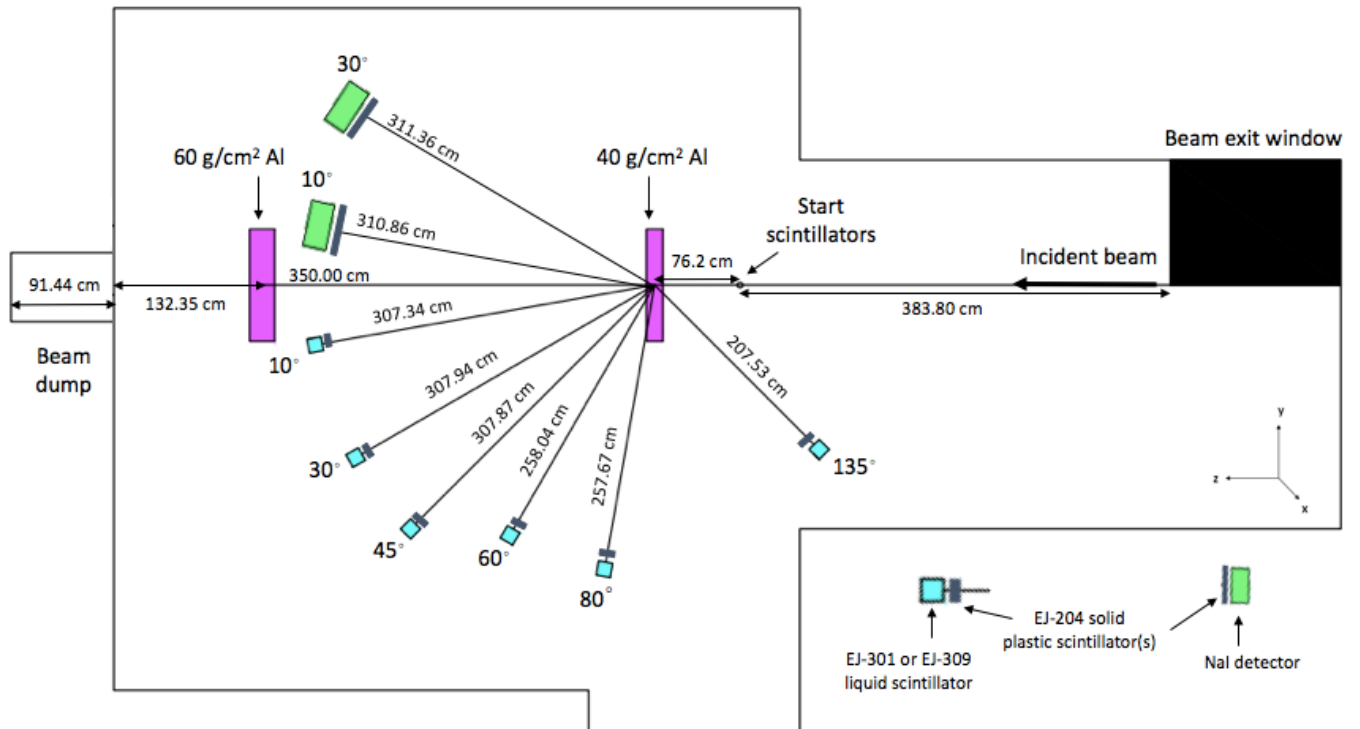 30°
Beam exit window
311.36 cm
60 g/cm² Al
40 g/cm² Al
10°
Start
scintillators
310.86 cm
76.2 cm
Incident beam
91.44 cm
350.00 cm
132.35 cm
383.80 cm
307.34 cm
Beam
dump
10°
207.53 cm
307.94 cm
307.87 cm
258.04 cm
257.67 cm
30°
135°
45°
60°
80°
y
z
x
EJ-204 solid
plastic scintillator(s)
EJ-301 or EJ-309
liquid scintillator
NaI detector